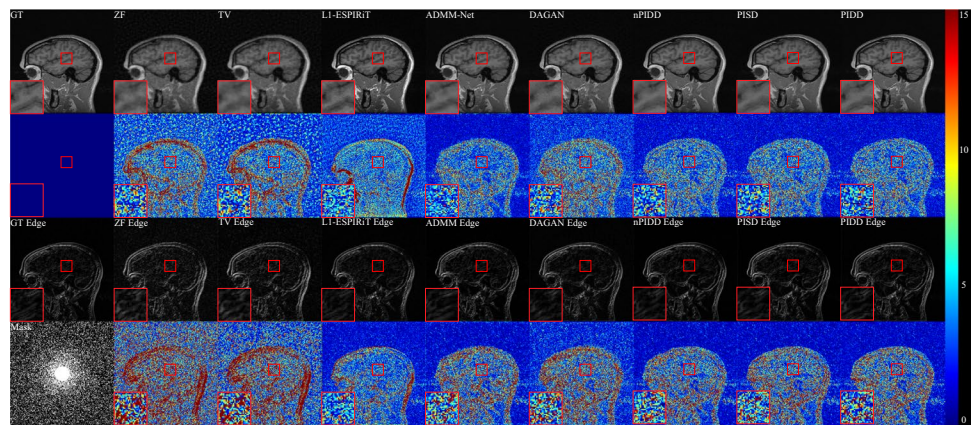 GT ZF TV L1-ESPIRiT ADMM-Net DAGAN nPIDD PISD PIDD 15
10
GT Edge ZF Edge TV Edge L1-ESPIRiT Edge ADMM Edge DAGAN Edge nPIDD Edge PISD Edge PIDD Edge
5
Mask
0